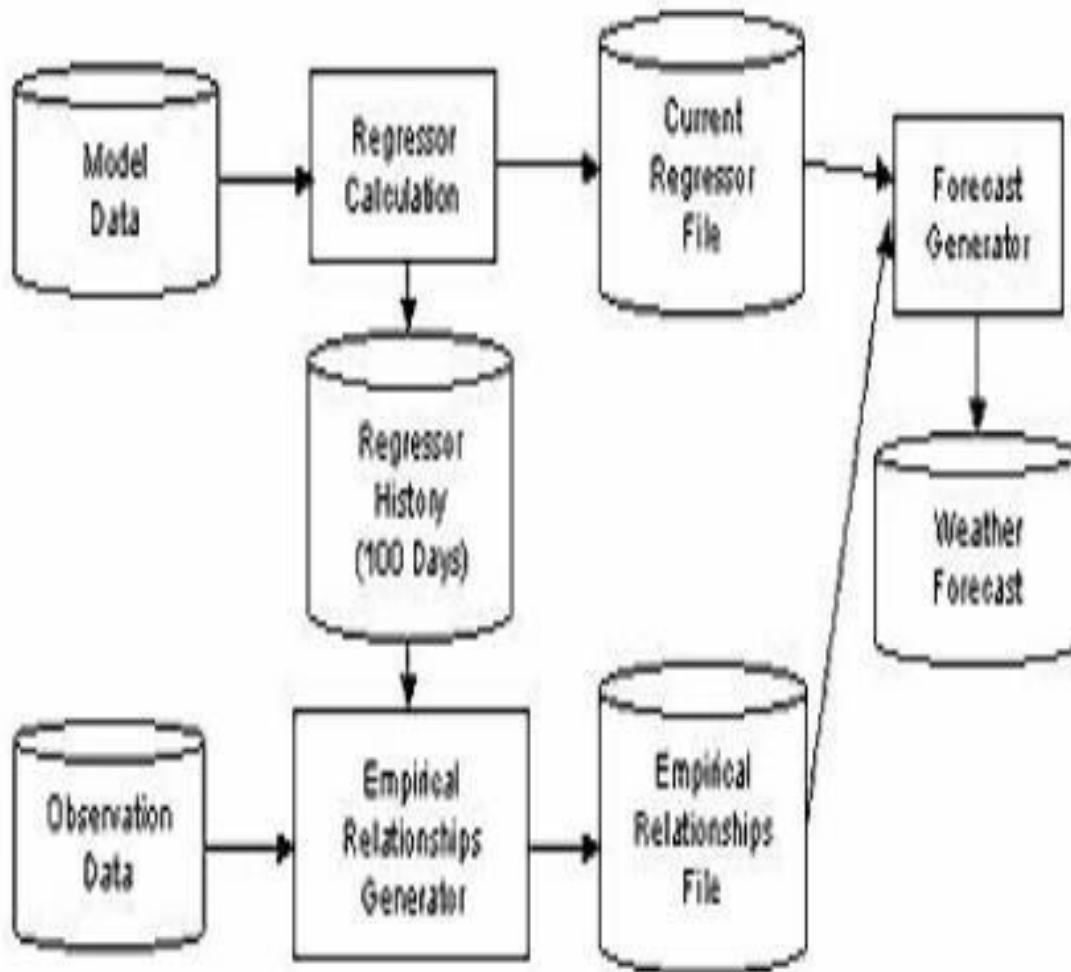 Model
Data
Regressor
Calculation
Current
Regressor
File
Forecast
Generator
Regressor
History
(100 Days)
Weather
Forecast
Observation
Data
Empirical
Relationships
Generator
Empirical
Relationships
File